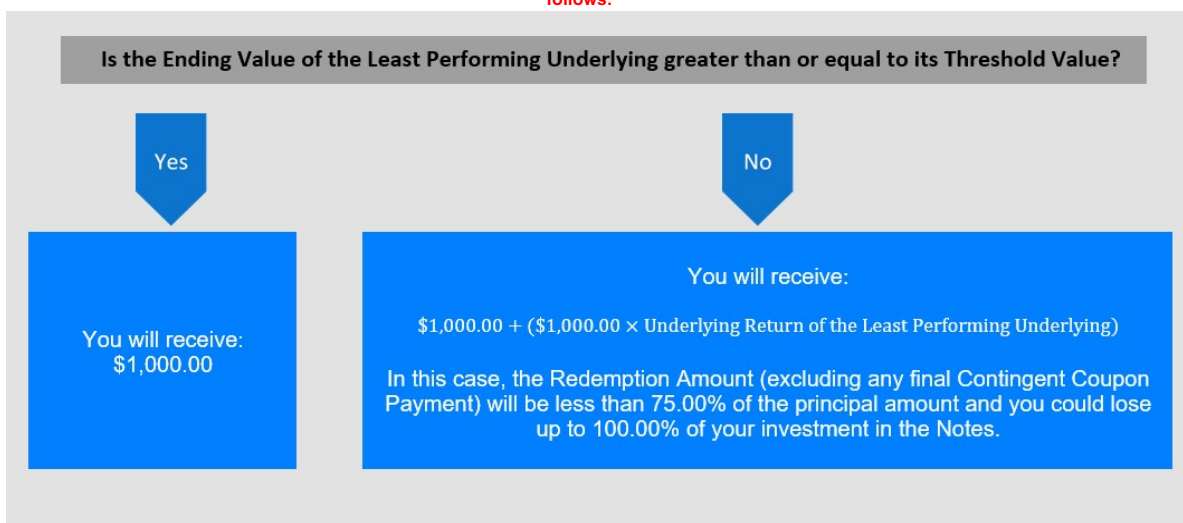 follows:
Is the Ending Value of the Least Performing Underlying greater than or equal to its Threshold Value?
Yes
No
You will receive:
$1,000.00
You will receive:
$1,000.00 + ($1,000.00 × Underlying Return of the Least Performing Underlying)
In this case, the Redemption Amount (excluding any final Contingent Coupon
Payment) will be less than 75.00% of the principal amount and you could lose
up to 100.00% of your investment in the Notes.